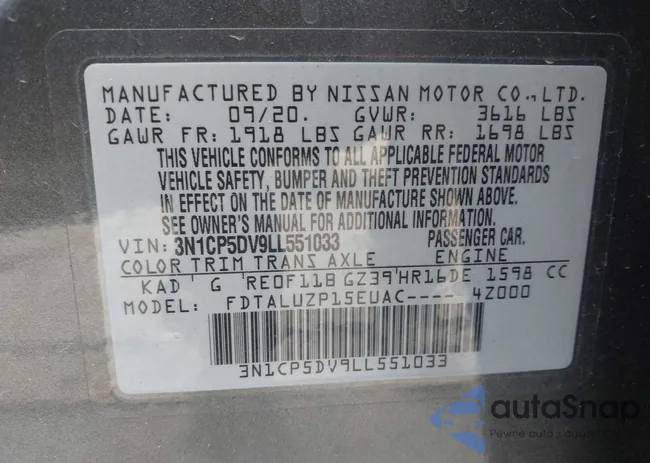 MANUFACTURED BY NISSAN MOTOR CO., LTD.
DATE: 09/20. GVWR: 3616 LBS
GAWR FR: 1918 LBS GAWR RR: 1698 LBS
THIS VEHICLE CONFORMS TO ALL APPLICABLE FEDERAL MOTOR
VEHICLE SAFETY, BUMPER AND THEFT PREVENTION STANDARDS
IN EFFECT ON THE DATE OF MANUFACTURE SHOWN ABOVE.
SEE OWNER'S MANUAL FOR ADDITIONAL INFORMATION.
VIN: 3N1CP5DV9LL551033 PASSENGER CAR.
COLOR TRIM TRANS AXLE ENGINE
KAD G RE0F11B GZ39 HR16DE 1598 CC
MODEL: FDTALUZP15EUAC---- 4Z000
3N1CP5DV9LL551033
autaSnap
Pewne auto z